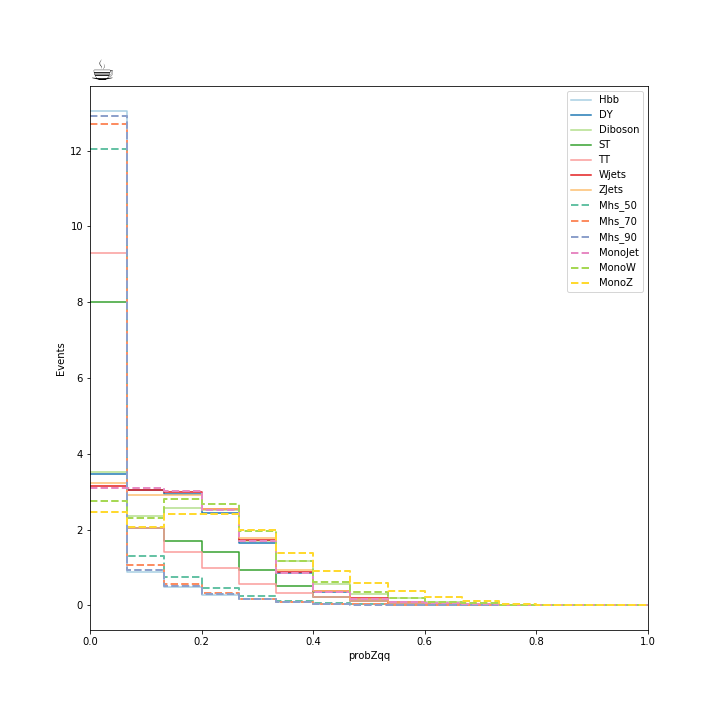 Hbb
DY
Diboson
ST
TT
Wjets
ZJets
Mhs_50
Mhs_70
Mhs_90
MonoJet
MonoW
MonoZ
12
10
8
6
4
2
0
Events
0.0 0.2 0.4 0.6 0.8 1.0
probZqq